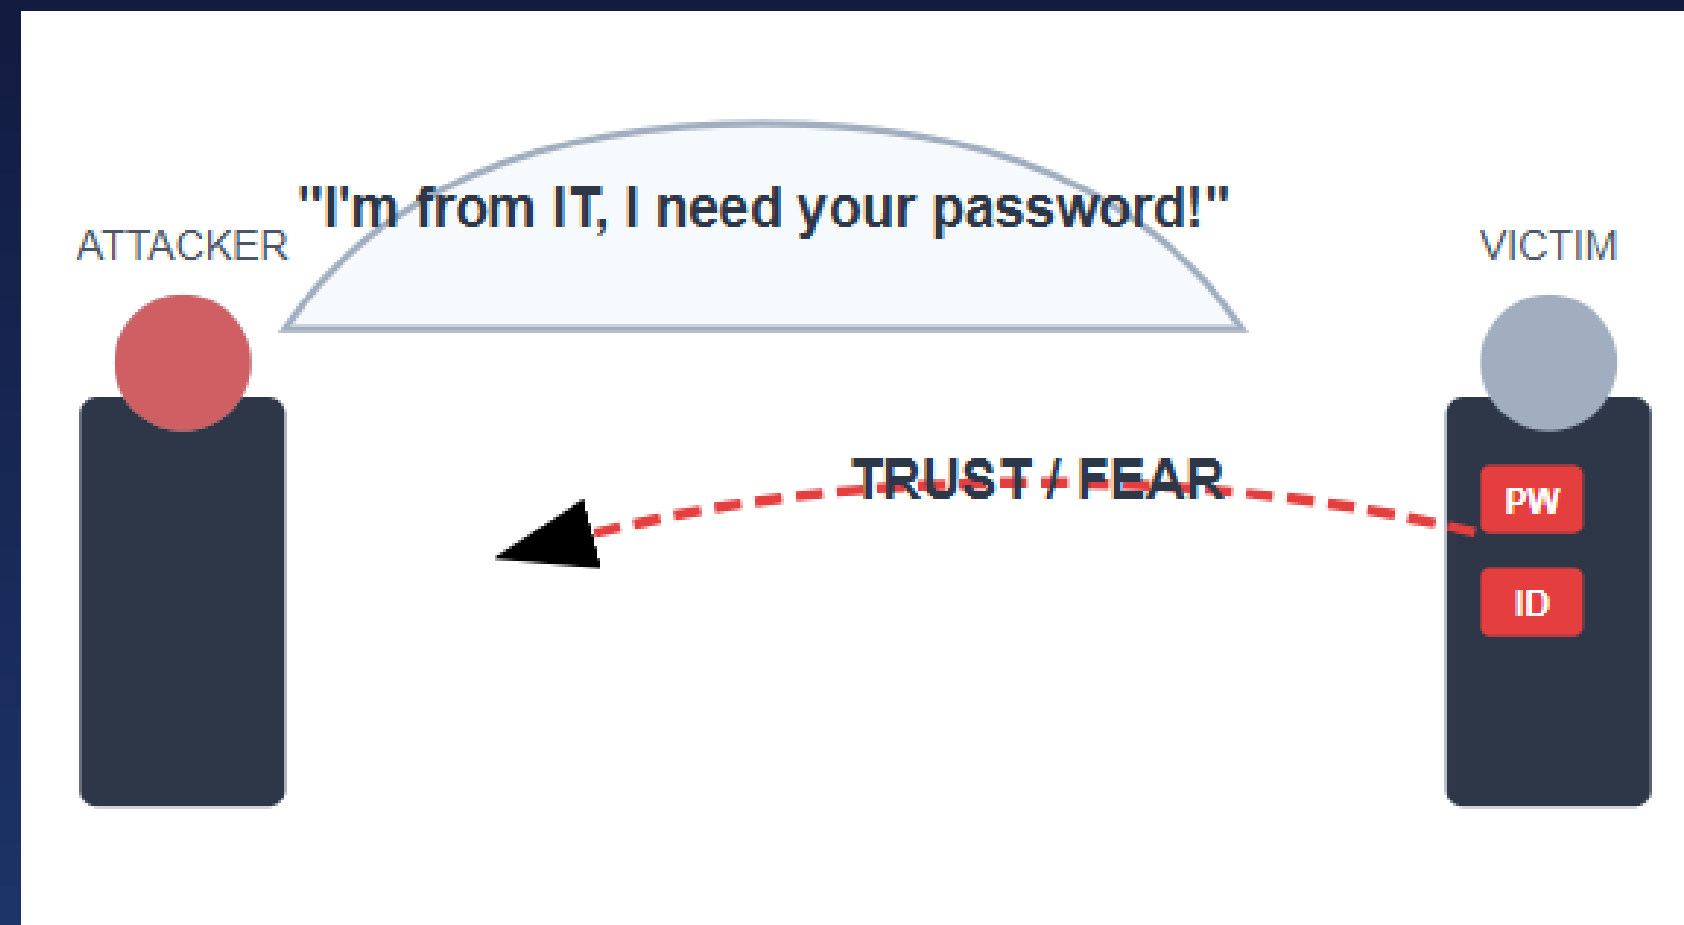 "I'm from IT, I need your password!"
ATTACKER
VICTIM
TRUST / FEAR
PW
ID